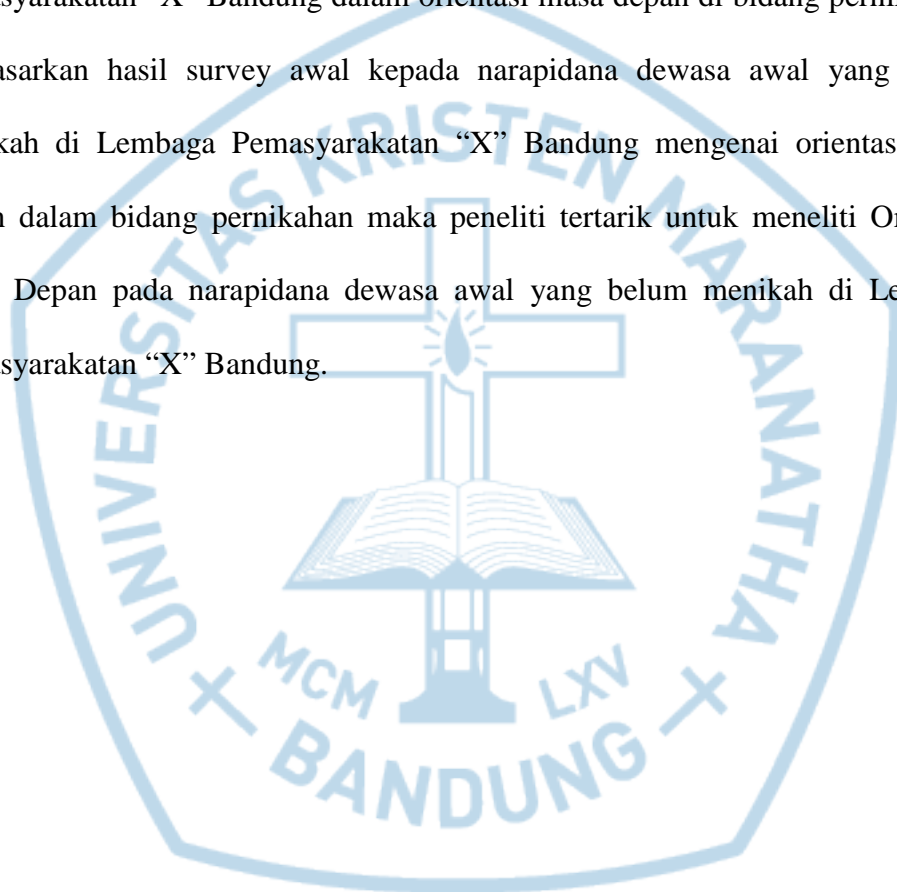 asyarakatan "X" Bandung dalam orientasi masa depan di bidang perni
asarkan hasil survey awal kepada narapidana dewasa awal yang
kah di Lembaga Pemasyarakatan “X” Bandung mengenai orientas
n dalam bidang pernikahan maka peneliti tertarik untuk meneliti Or
Depan pada narapidana dewasa awal yang belum menikah di Le
asyarakatan “X” Bandung.
UNIVERSITAS KRISTEN MARANATHA
MCM LXV
BANDUNG